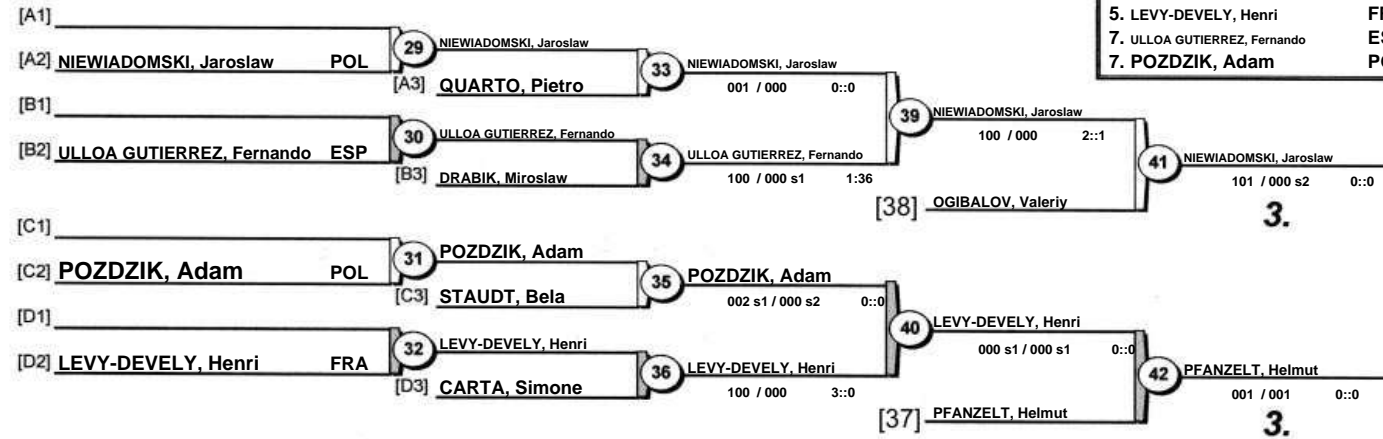 [A1]
[A2] NIEWIADOMSKI, Jaroslaw POL
29
NIEWIADOMSKI, Jaroslaw
[A3] QUARTO, Pietro
33
NIEWIADOMSKI, Jaroslaw
001 / 000 0::0
[B1]
[B2] ULLOA GUTIERREZ, Fernando ESP
30
ULLOA GUTIERREZ, Fernando
[B3] DRABIK, Miroslaw
34
ULLOA GUTIERREZ, Fernando
100 / 000 s1 1:36
39
NIEWIADOMSKI, Jaroslaw
100 / 000 2::1
[38] OGIBALOV, Valeriy
41
NIEWIADOMSKI, Jaroslaw
101 / 000 s2 0::0
3.
[C1]
[C2] POZDZIK, Adam POL
31
POZDZIK, Adam
[C3] STAUDT, Bela
35
POZDZIK, Adam
002 s1 / 000 s2 0::0
[D1]
[D2] LEVY-DEVELY, Henri FRA
32
LEVY-DEVELY, Henri
[D3] CARTA, Simone
36
LEVY-DEVELY, Henri
100 / 000 3::0
40
LEVY-DEVELY, Henri
000 s1 / 000 s1 0::0
[37] PFANZELT, Helmut
42
PFANZELT, Helmut
001 / 001 0::0
3.
5. LEVY-DEVELY, Henri
7. ULLOA GUTIERREZ, Fernando
7. POZDZIK, Adam